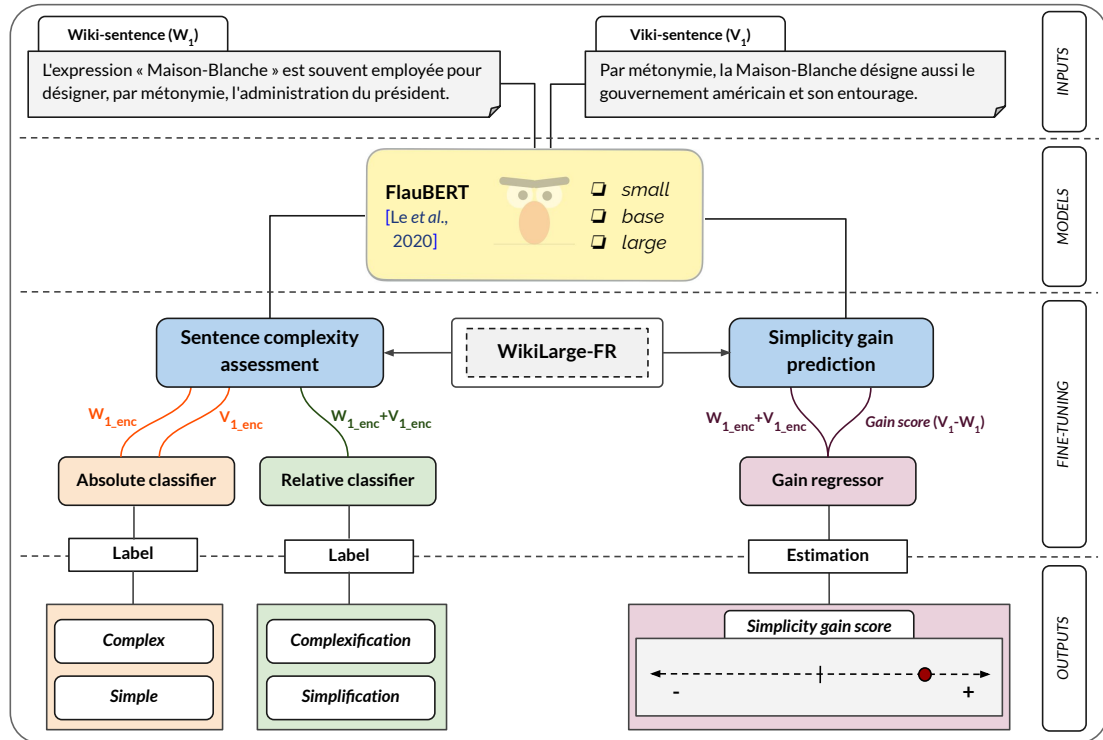 Wiki-sentence (W1)
L'expression « Maison-Blanche » est souvent employée pour
désigner, par métonymie, l'administration du président.
Viki-sentence (V1)
Par métonymie, la Maison-Blanche désigne aussi le
gouvernement américain et son entourage.
INPUTS
FlauBERT
[Le et al.,
2020]
❏ small
❏ base
❏ large
MODELS
Sentence complexity
assessment
WikiLarge-FR
Simplicity gain
prediction
W1_enc
V1_enc
W1_enc+V1_enc
W1_enc+V1_enc
Gain score (V1-W1)
Absolute classifier
Relative classifier
Gain regressor
FINE-TUNING
Label
Label
Estimation
Complex
Simple
Complexification
Simplification
Simplicity gain score
-
+
OUTPUTS